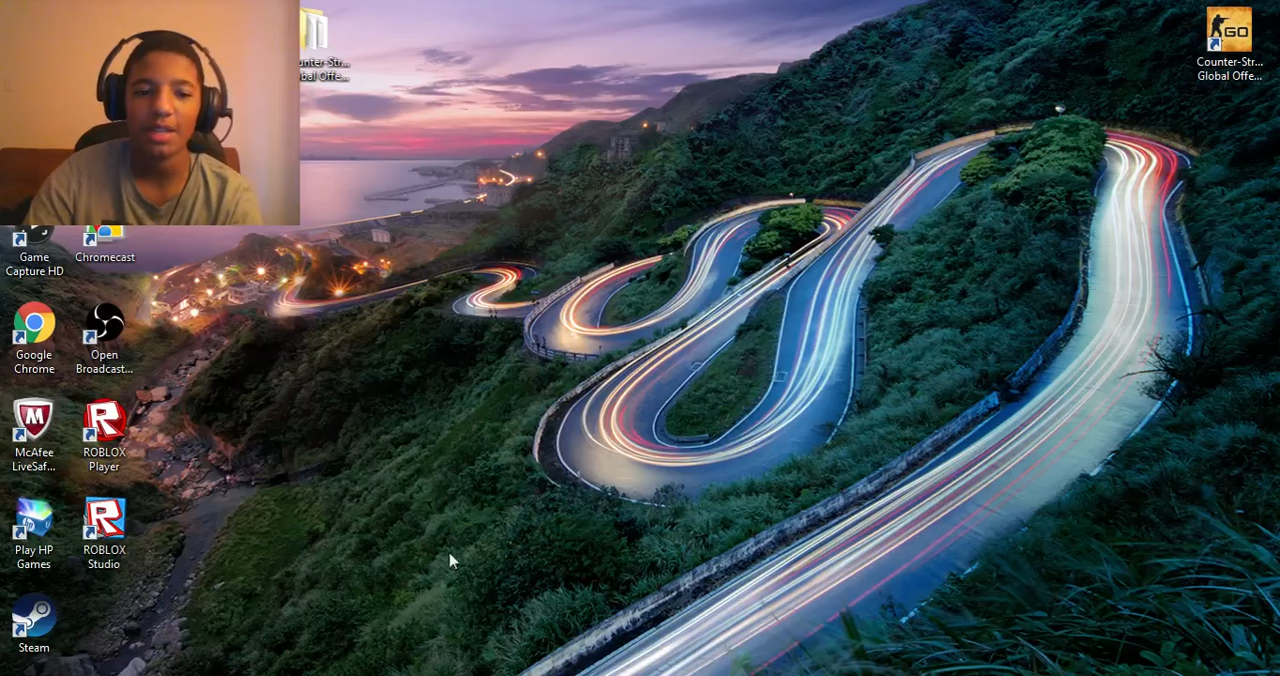 unter-Str...
bal Offe...
GO
Counter-Str...
Global Offe...
Game
Capture HD
Chromecast
Google
Chrome
Open
Broadcast...
McAfee
LiveSaf...
ROBLOX
Player
Play HP
Games
ROBLOX
Studio
Steam